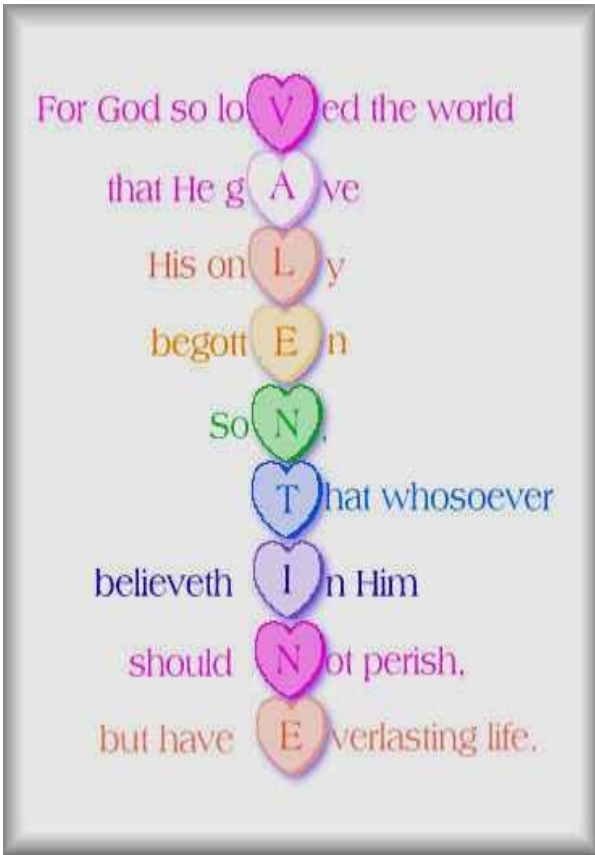 For God so loVed the world
that He gAve
His onLy
begottEn
SoN,
That whosoever
believeth In Him
should Not perish,
but have Everlasting life.